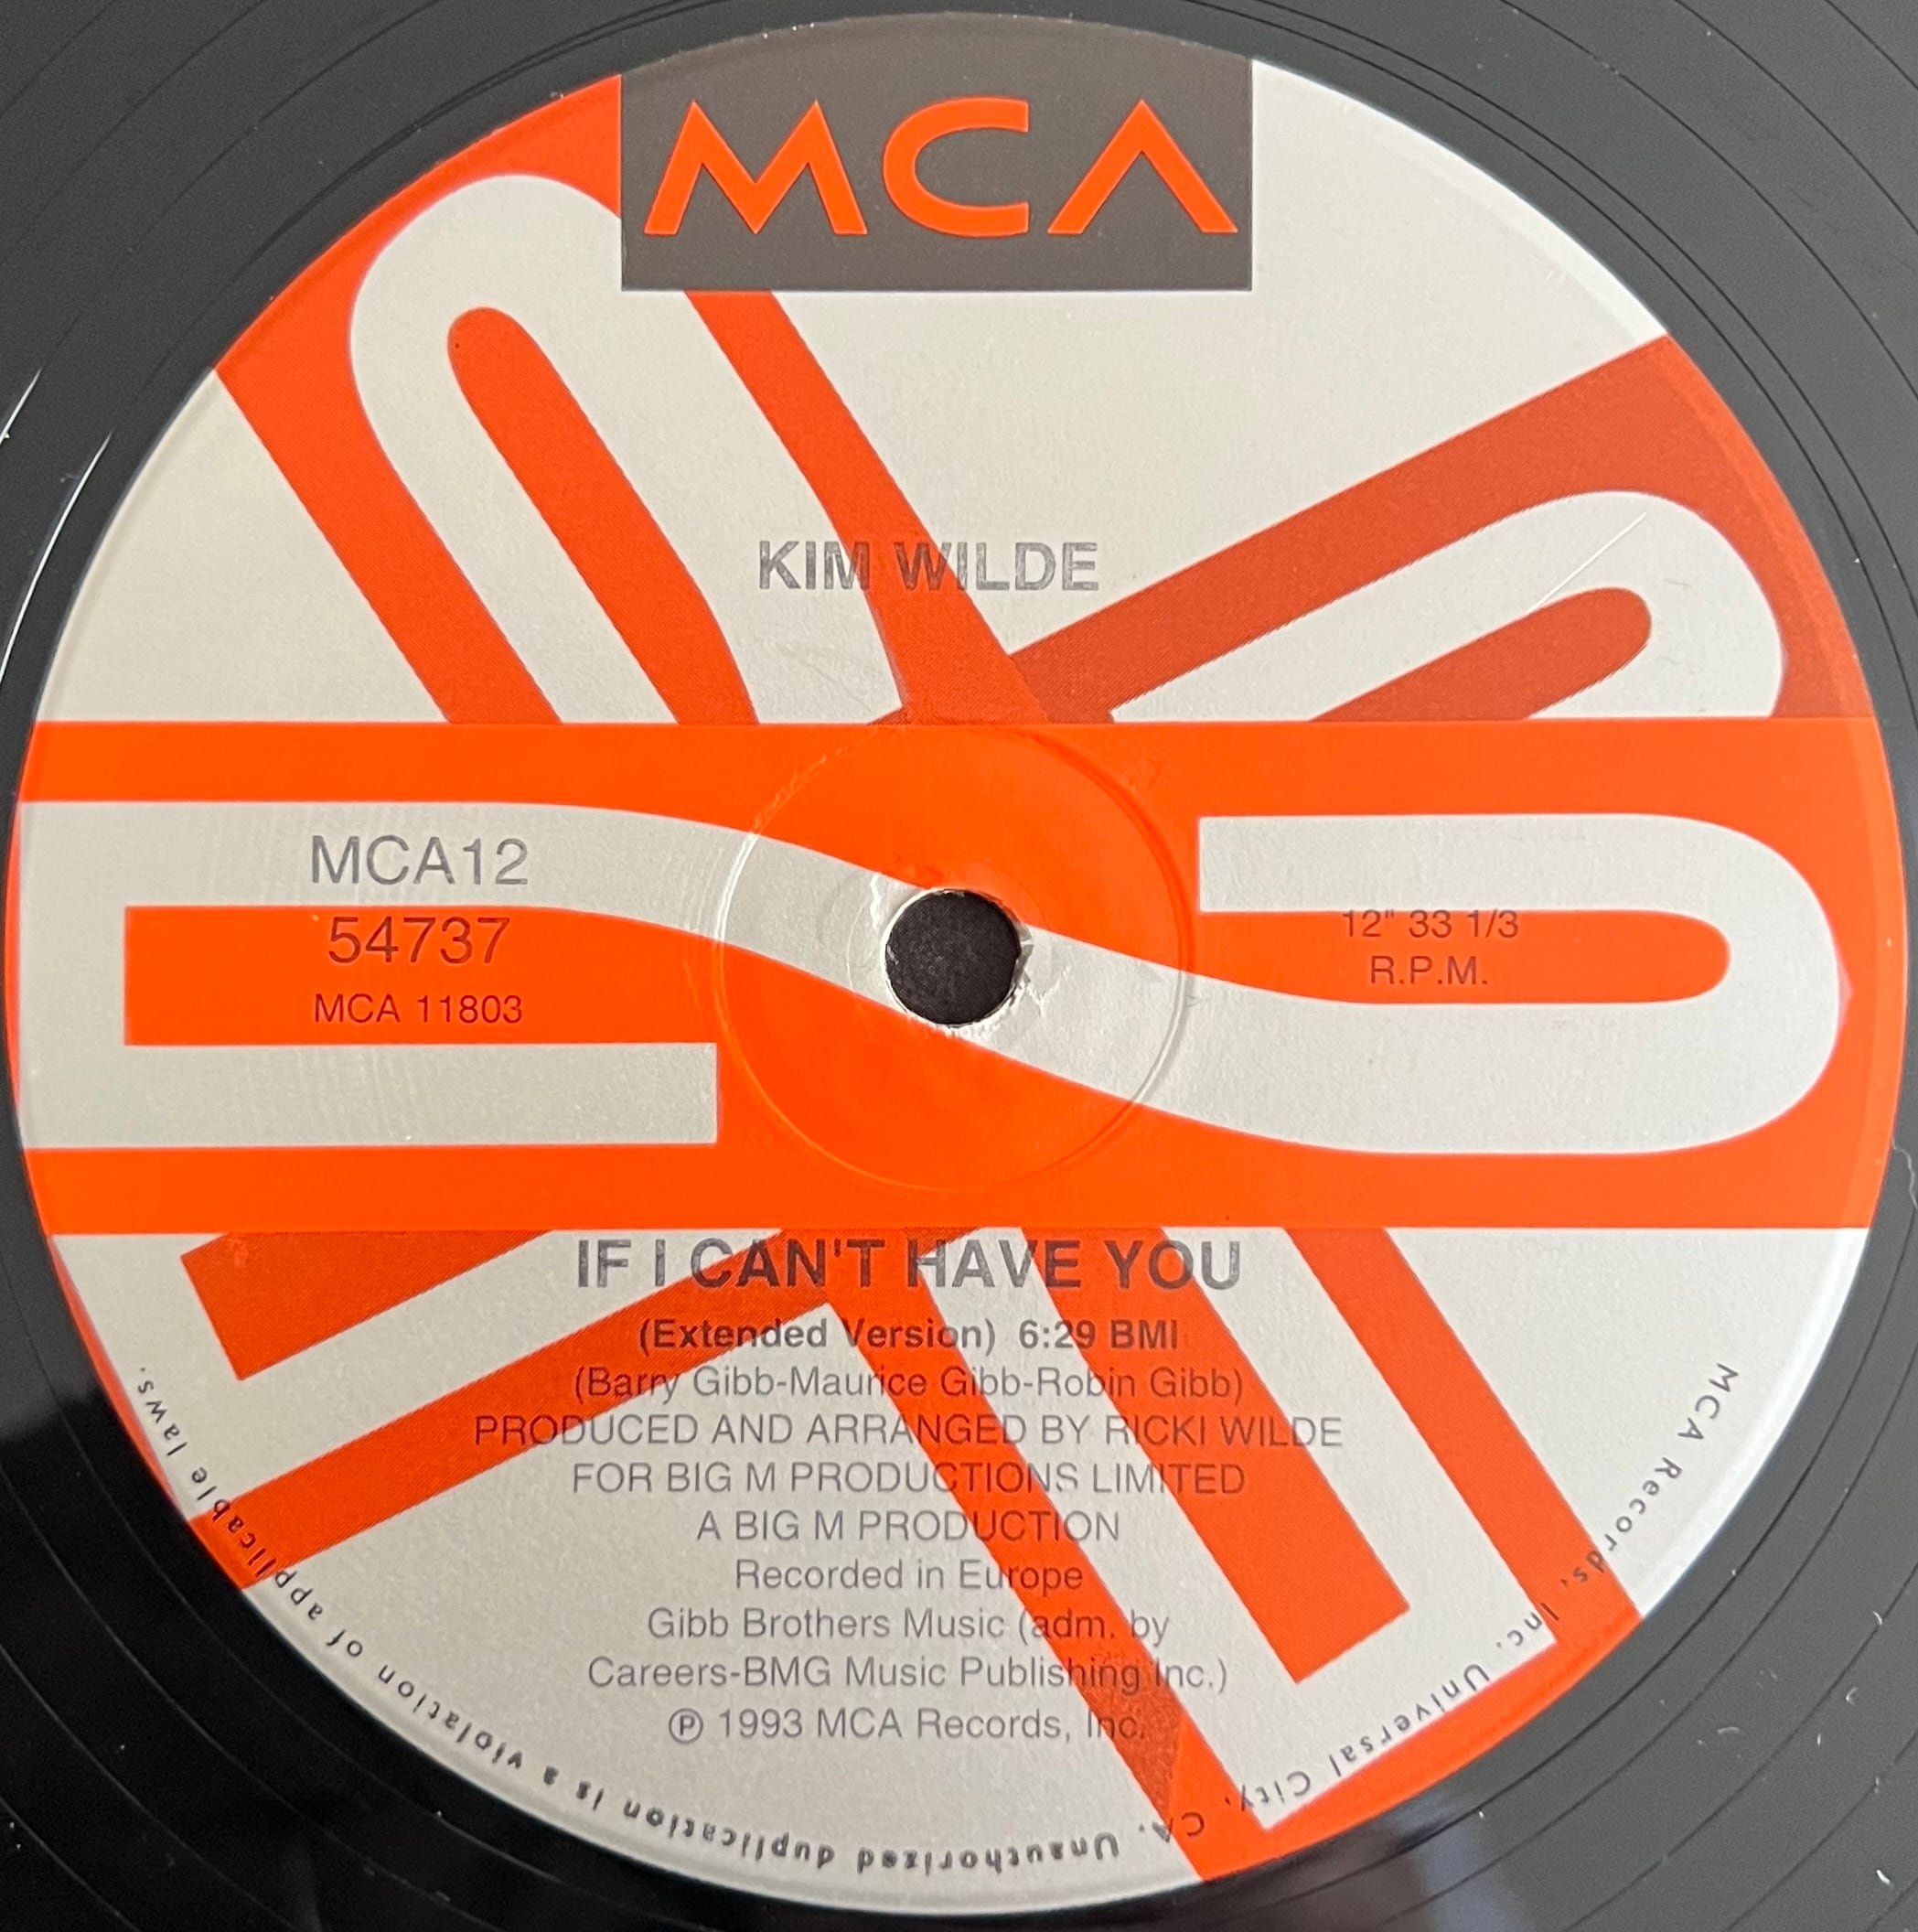 MCA
KIM WILDE
MCA12
54737
MCA 11803
12" 33 1/3
R.P.M.
IF I CAN'T HAVE YOU
(Extended Version) 6:29 BMI
(Barry Gibb-Maurice Gibb-Robin Gibb)
PRODUCED AND ARRANGED BY RICKI WILDE
FOR BIG M PRODUCTIONS LIMITED
A BIG M PRODUCTION
Recorded in Europe
Gibb Brothers Music (adm. by
Careers-BMG Music Publishing Inc.)
℗ 1993 MCA Records, Inc.
MCA Records, Inc. Universal City, CA. Unauthorized duplication is a violation of applicable laws.